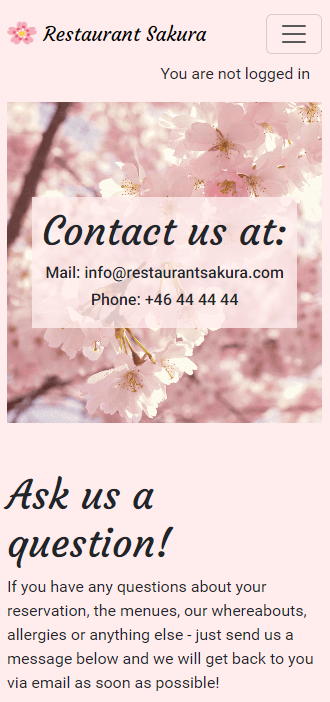 Restaurant Sakura
You are not logged in
Contact us at:
Mail: info@restaurantsakura.com
Phone: +46 44 44 44
Ask us a
question!
If you have any questions about your
reservation, the menues, our whereabouts,
allergies or anything else - just send us a
message below and we will get back to you
via email as soon as possible!